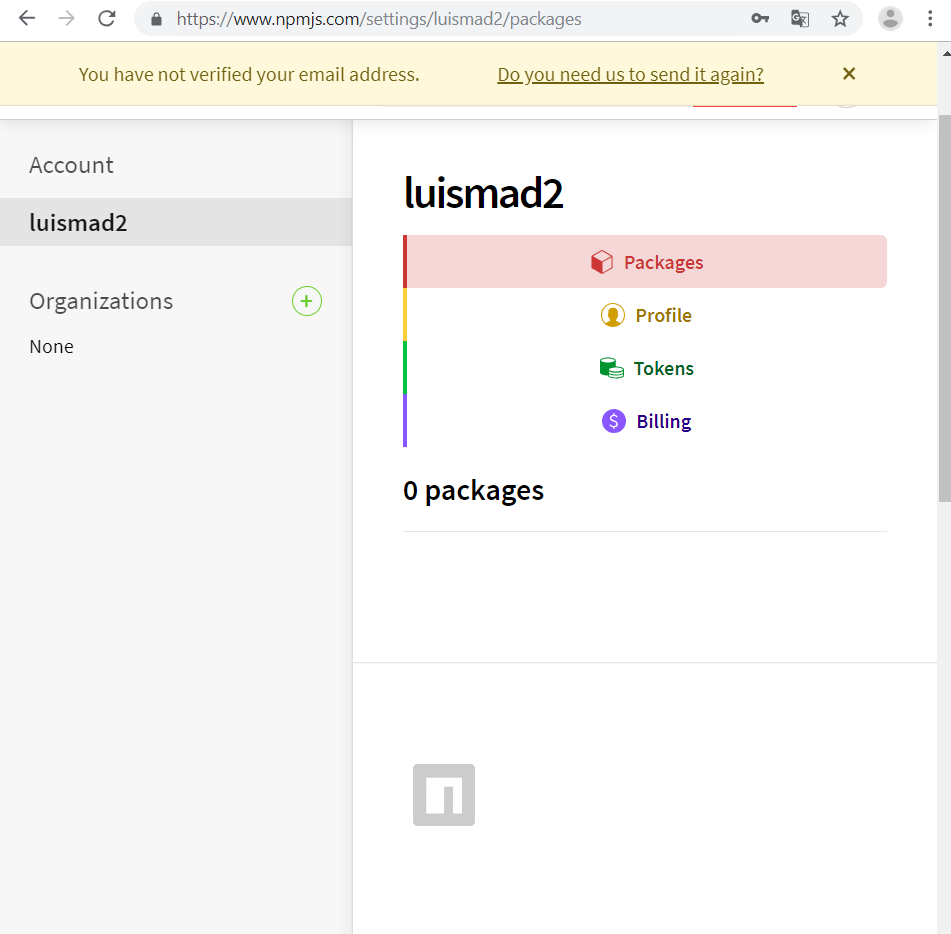 https://www.npmjs.com/settings/luismad2/packages
You have not verified your email address. Do you need us to send it again? ×
Account
luismad2
Organizations +
None
luismad2
Packages
Profile
Tokens
$ Billing
0 packages